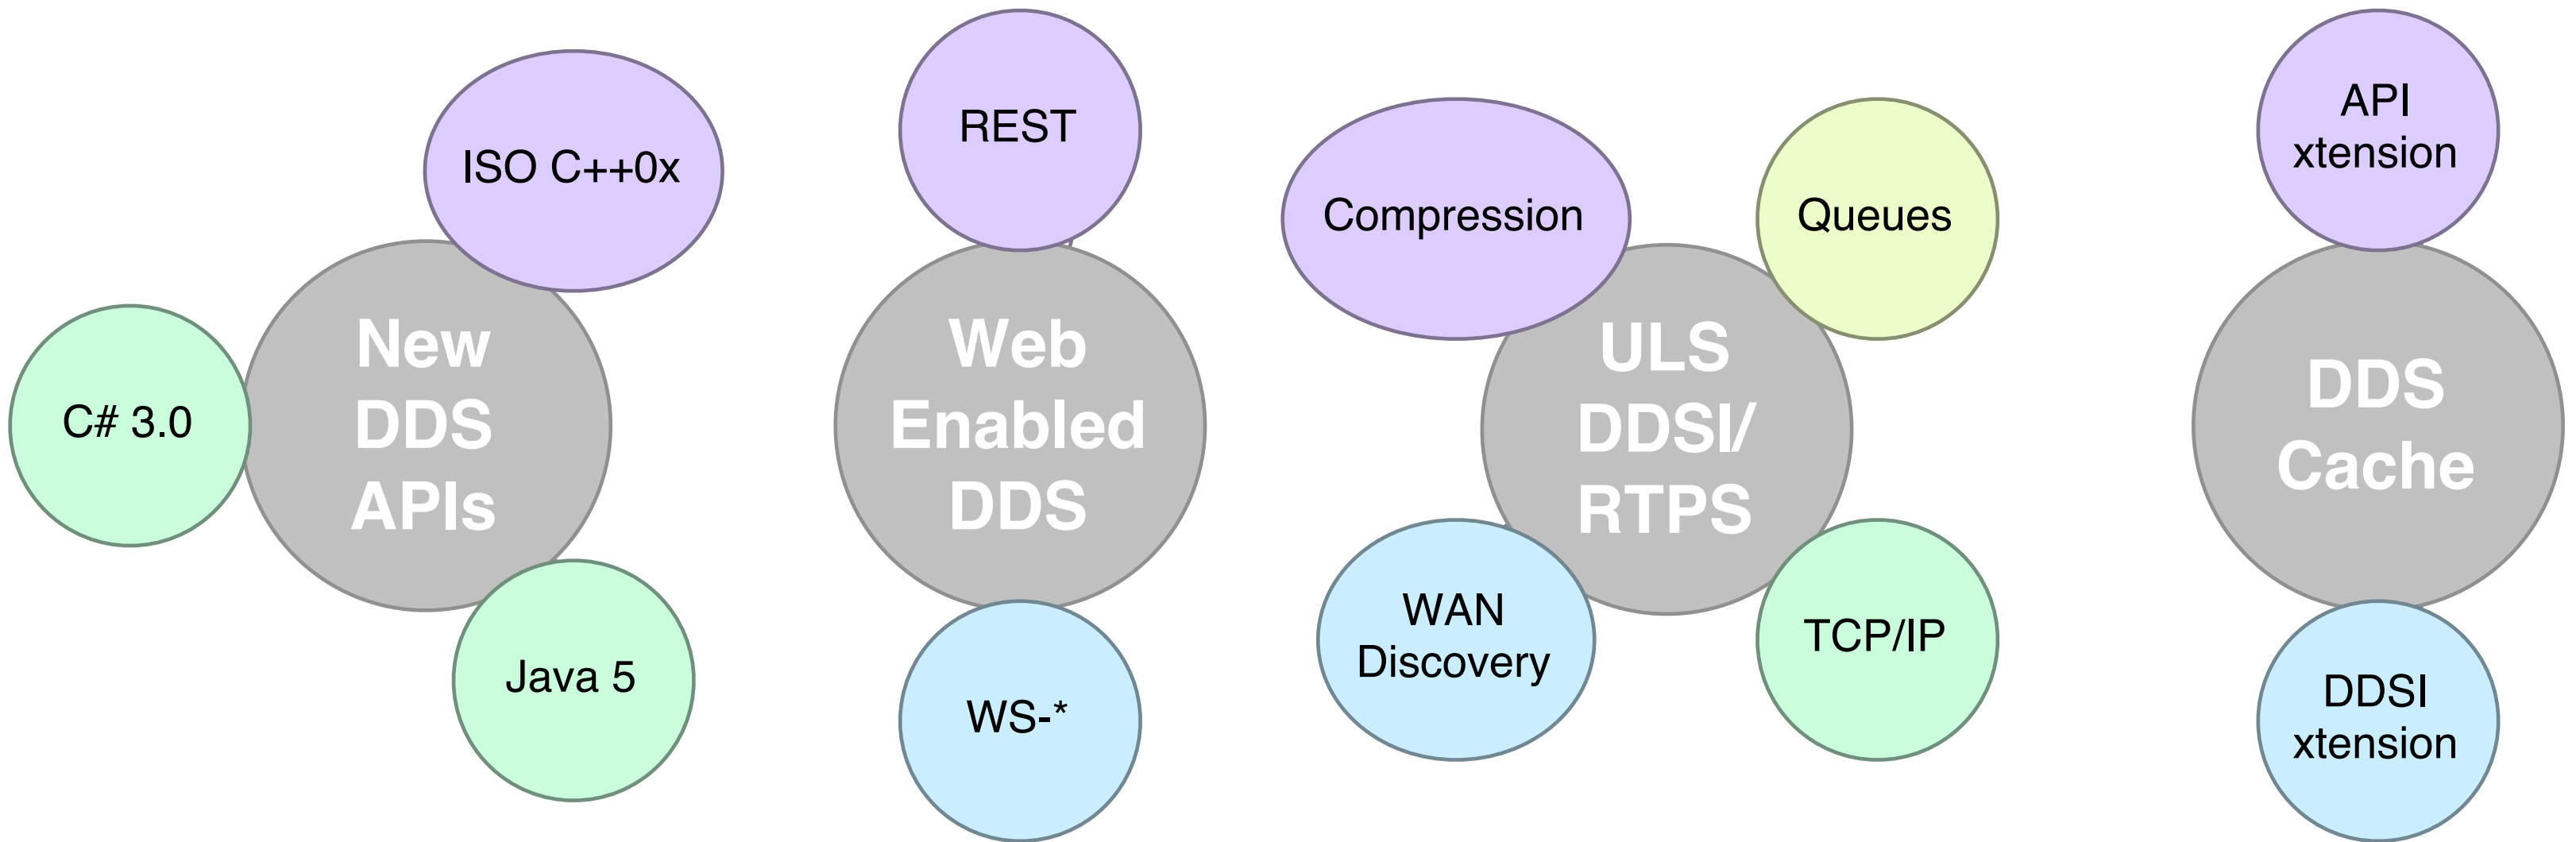 ISO C++0x
C# 3.0
New
DDS
APIs
Java 5
REST
Web
Enabled
DDS
WS-*
Compression
Queues
ULS
DDSI/
RTPS
WAN
Discovery
TCP/IP
API
xtension
DDS
Cache
DDSI
xtension